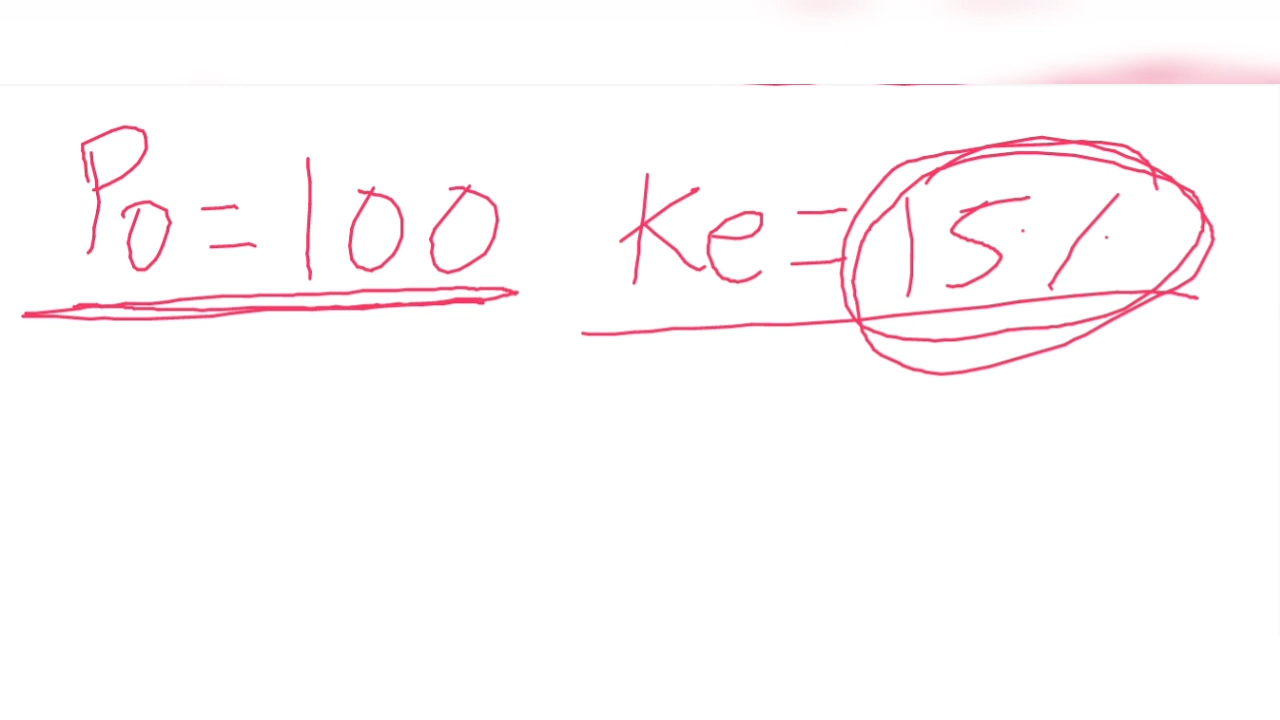 P0 = 100 Ke = 15%